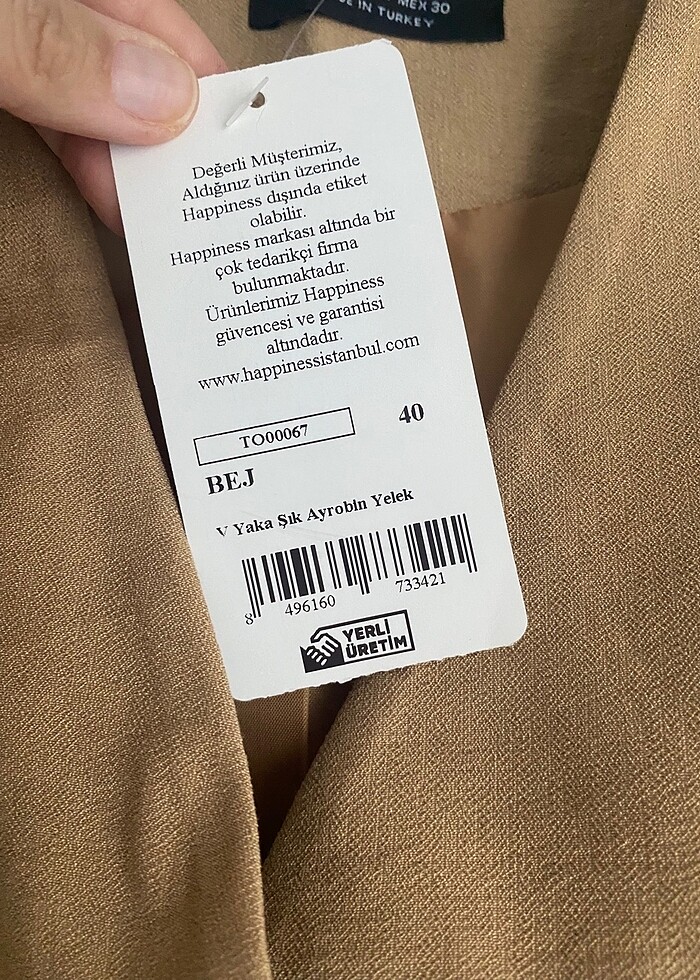 MEX 30
IN TURKEY
Değerli Müşterimiz,
Aldığınız ürün üzerinde
Happiness dışında etiket
olabilir.
Happiness markası altında bir
çok tedarikçi firma
bulunmaktadır.
Ürünlerimiz Happiness
güvencesi ve garantisi
altındadır.
www.happinessistanbul.com
TO00067 40
BEJ
V Yaka Şık Ayrobin Yelek
8 496160 733421
YERLİ
ÜRETİM